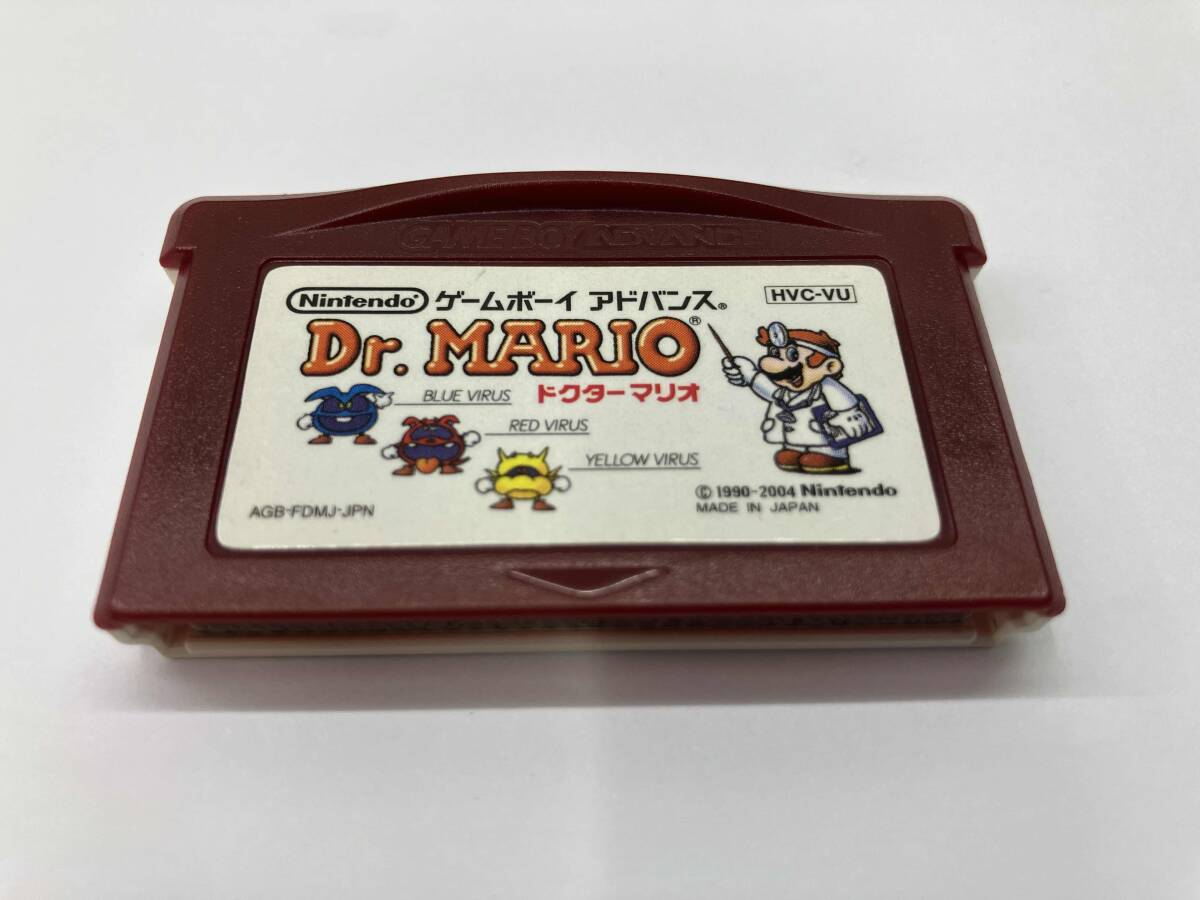 GAME BOY ADVANCE
Nintendo® ゲームボーイ アドバンス®
HVC-VU
Dr. MARIO®
ドクターマリオ
BLUE VIRUS
RED VIRUS
YELLOW VIRUS
AGB-FDMJ-JPN
© 1990-2004 Nintendo
MADE IN JAPAN